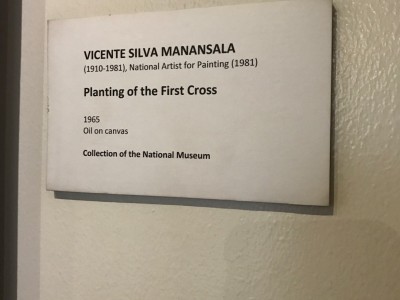 VICENTE SILVA MANANSALA
(1910-1981), National Artist for Painting (1981)
Planting of the First Cross
1965
Oil on canvas
Collection of the National Museum